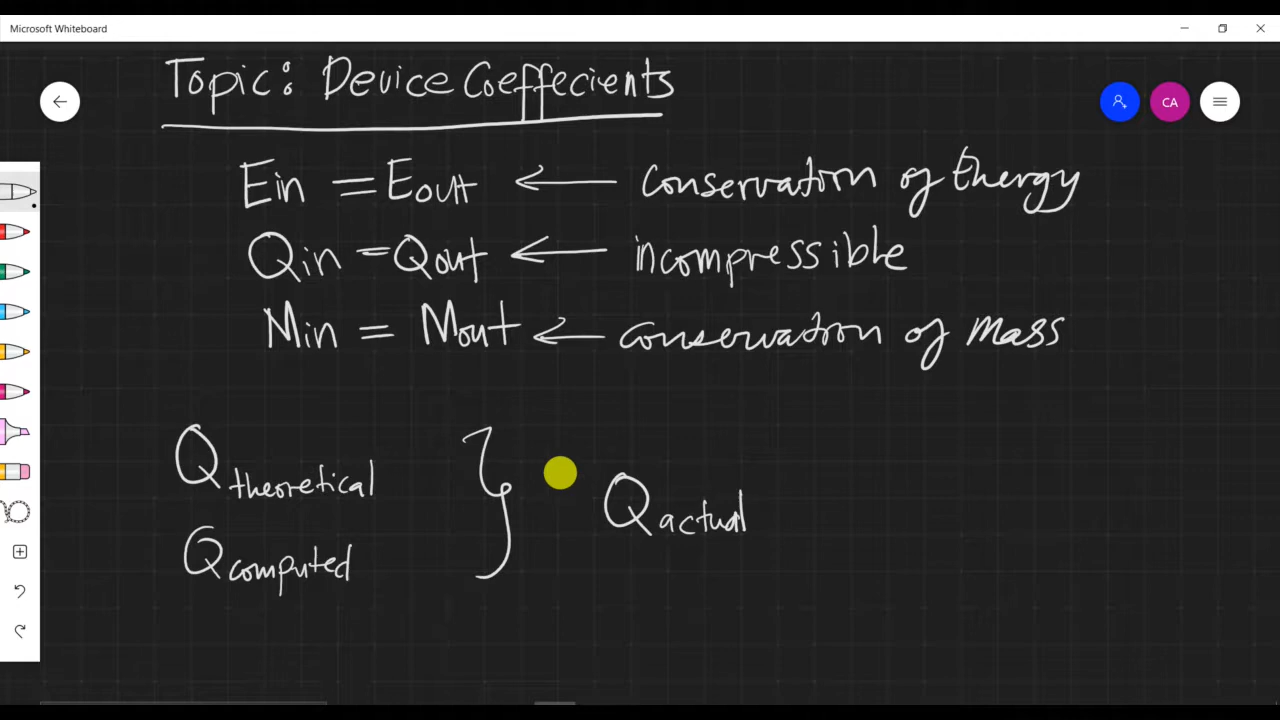 Microsoft Whiteboard
Topic: Device Coeffecients
CA
Ein = Eout ← conservation of Energy
Qin = Qout ← incompressible
Min = Mout ← conservation of mass
Qtheoretical
Qactual
Qcomputed